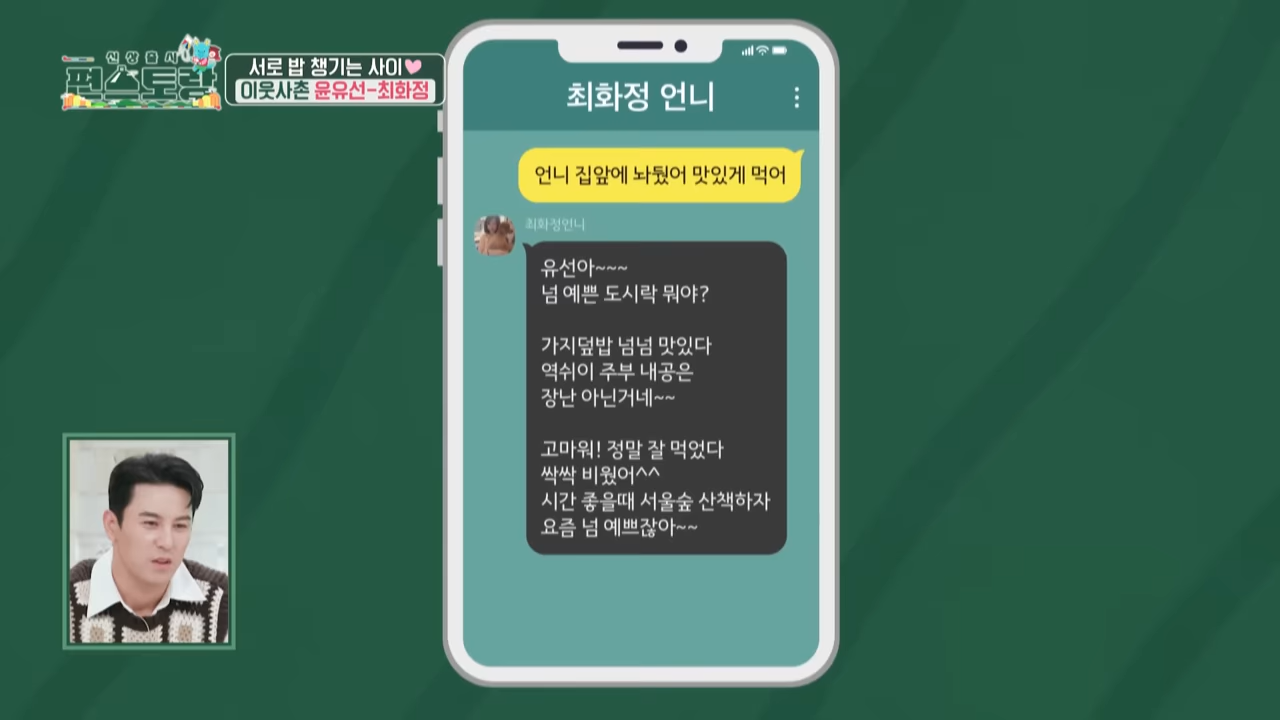 신상출시
편스토랑
서로 밥 챙기는 사이
이웃사촌 윤유선-최화정
최화정 언니
언니 집앞에 놔뒀어 맛있게 먹어
최화정언니
유선아~~~
넘 예쁜 도시락 뭐야?
가지덮밥 넘넘 맛있다
역쉬이 주부 내공은
장난 아닌거네~~
고마워! 정말 잘 먹었다
싹싹 비웠어^^
시간 좋을때 서울숲 산책하자
요즘 넘 예쁘잖아~~